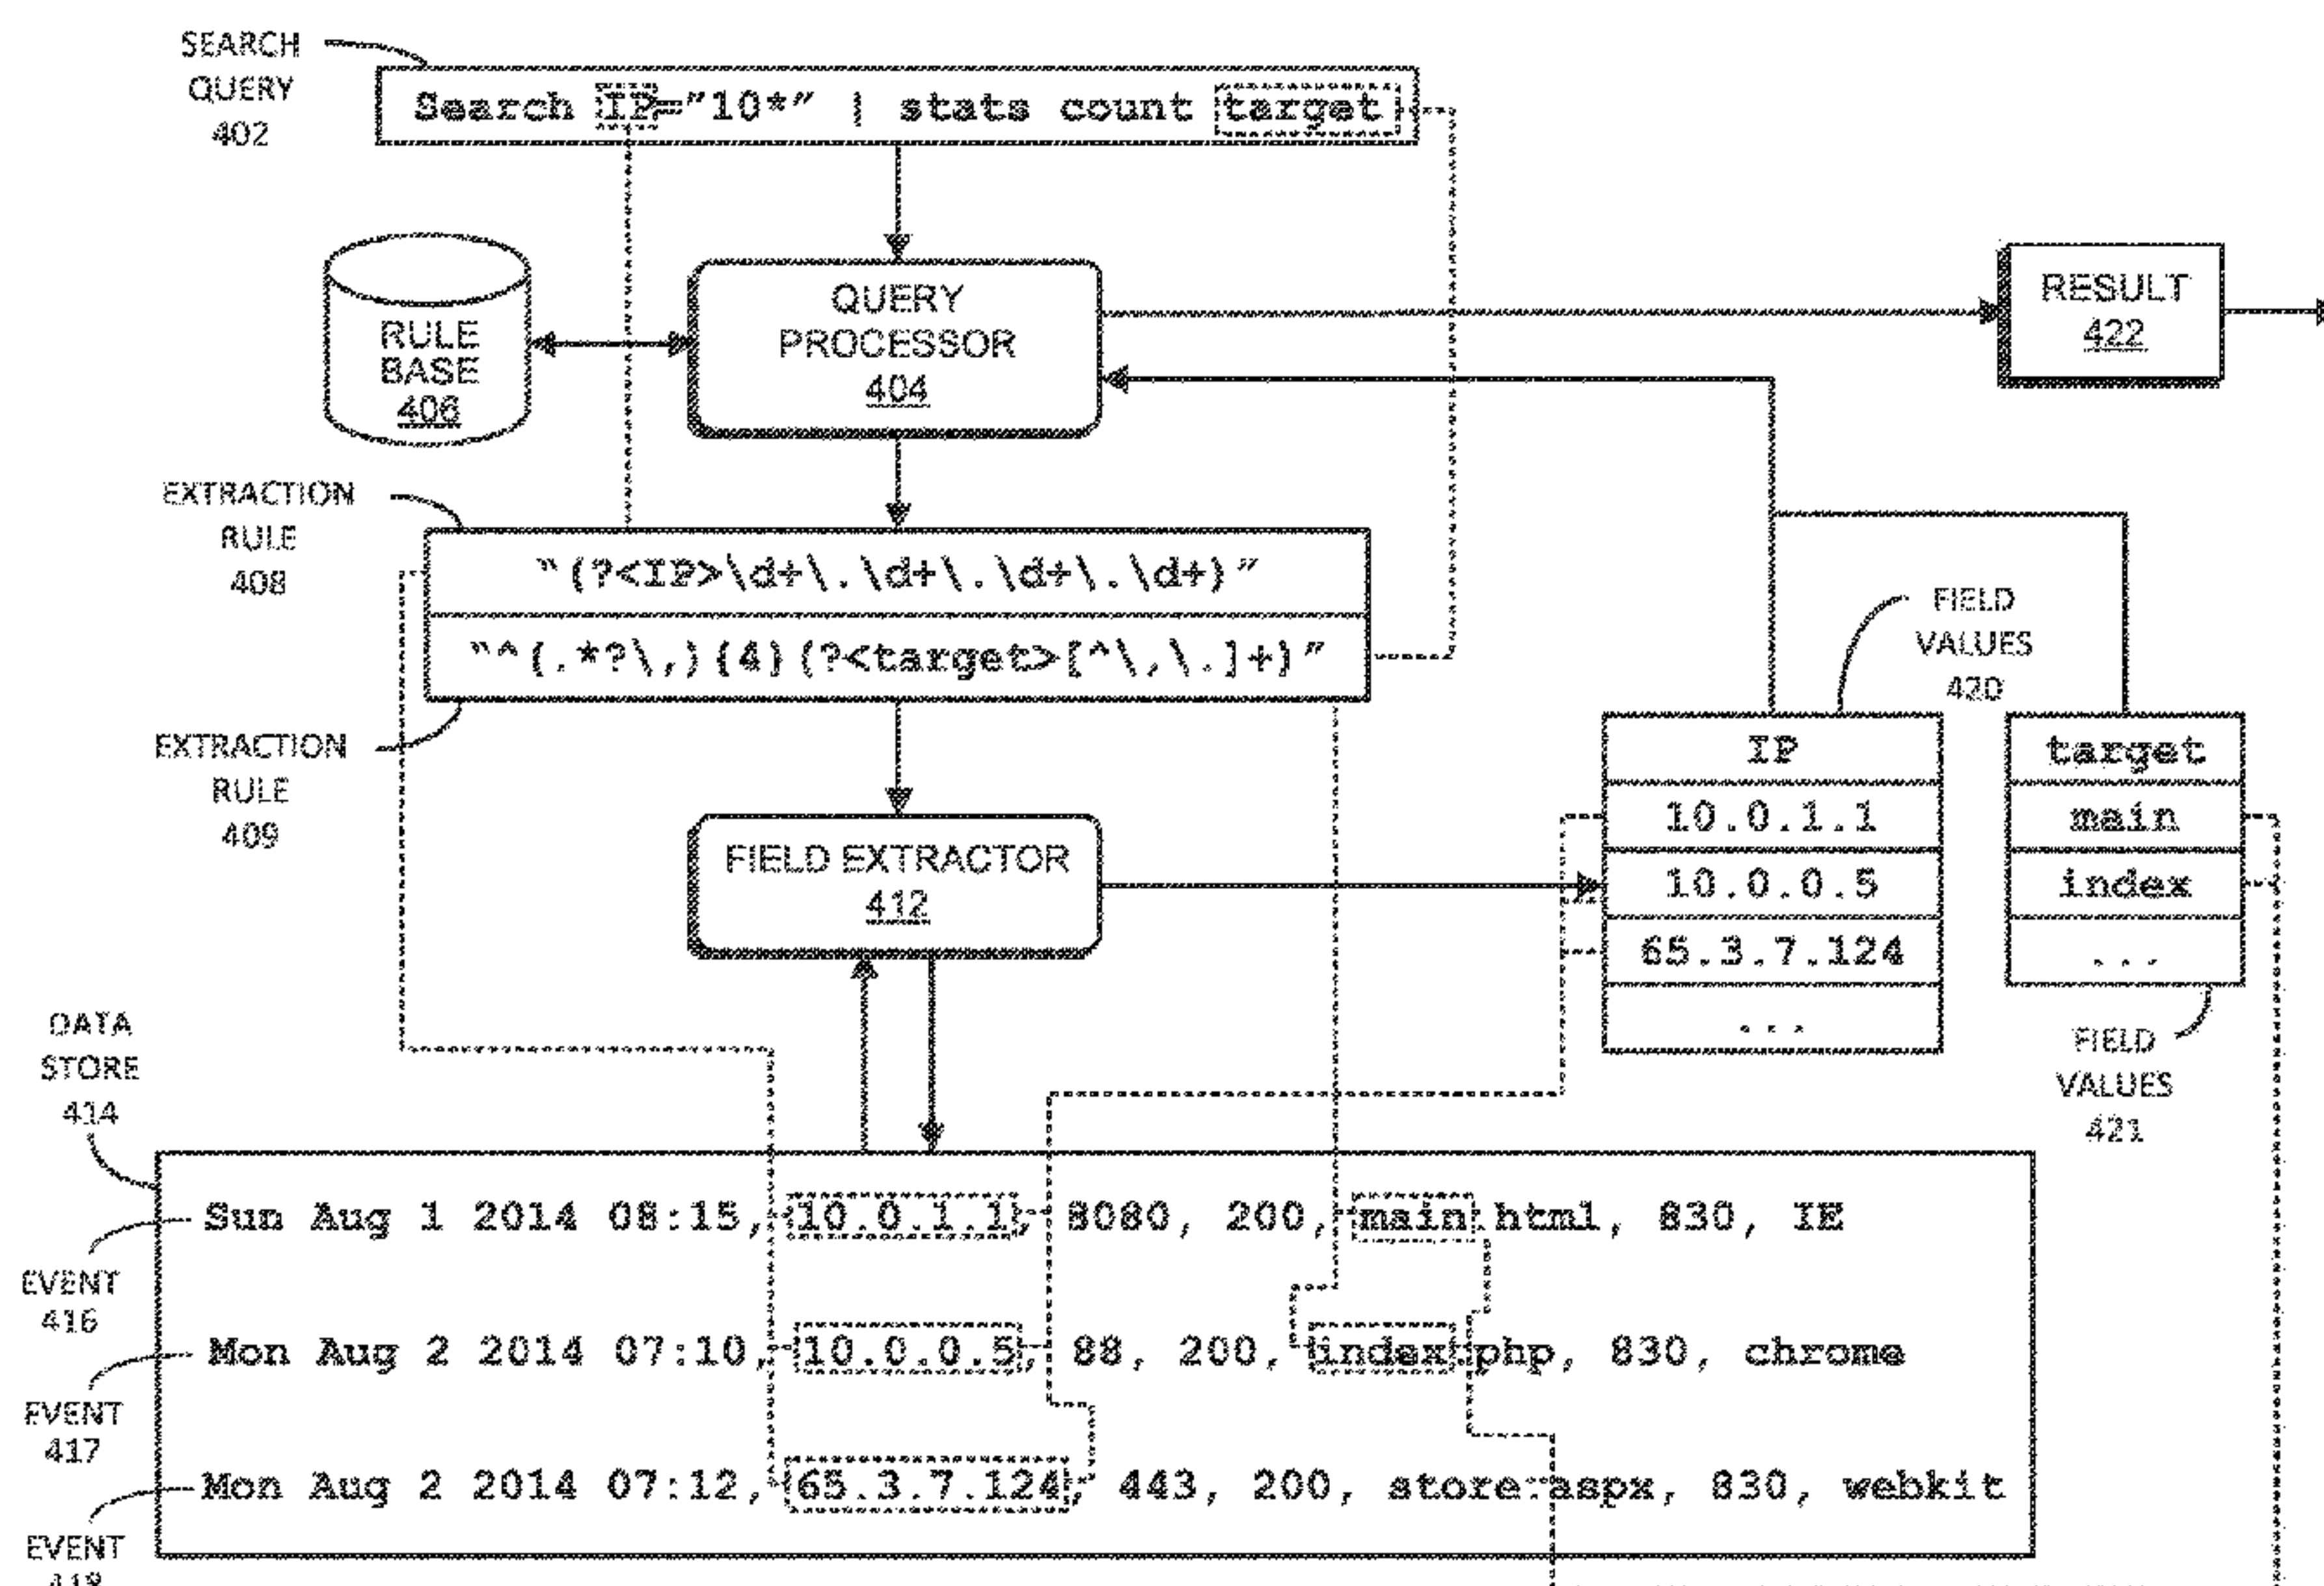 SEARCH
QUERY
402
Search IP="10*" | stats count target
RULE
BASE
406
QUERY
PROCESSOR
404
RESULT
422
EXTRACTION
RULE
408
"(?<IP>\d+\.\d+\.\d+\.\d+)"
"^(.*?\,)(4)(?<target>[^\,\.]+)"
EXTRACTION
RULE
409
FIELD
VALUES
420
FIELD EXTRACTOR
412
IP
10.0.1.1
10.0.0.5
65.3.7.124
...
target
main
index
...
FIELD
VALUES
421
DATA
STORE
414
Sun Aug 1 2014 08:15, 10.0.1.1, 8080, 200, main.html, 830, IE
EVENT
416
Mon Aug 2 2014 07:10, 10.0.0.5, 88, 200, index.php, 830, chrome
EVENT
417
Mon Aug 2 2014 07:12, 65.3.7.124, 443, 200, store.aspx, 830, webkit
EVENT
418